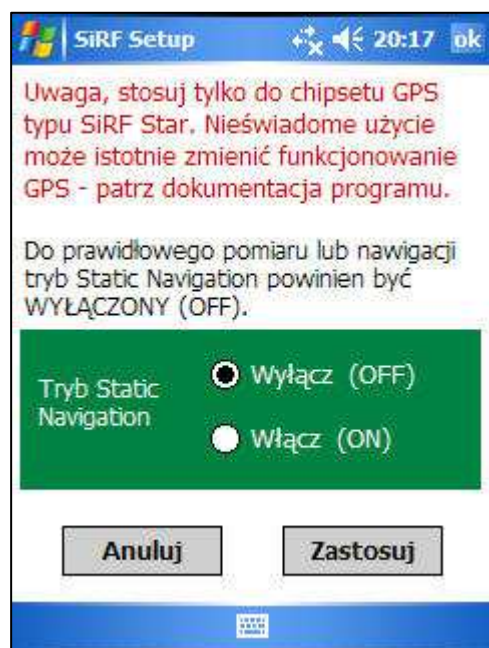 SiRF Setup 20:17 ok
Uwaga, stosuj tylko do chipsetu GPS
typu SiRF Star. Nieświadome użycie
może istotnie zmienić funkcjonowanie
GPS - patrz dokumentacja programu.
Do prawidłowego pomiaru lub nawigacji
tryb Static Navigation powinien być
WYŁĄCZONY (OFF).
Tryb Static
Navigation
Wyłącz (OFF)
Włącz (ON)
Anuluj Zastosuj